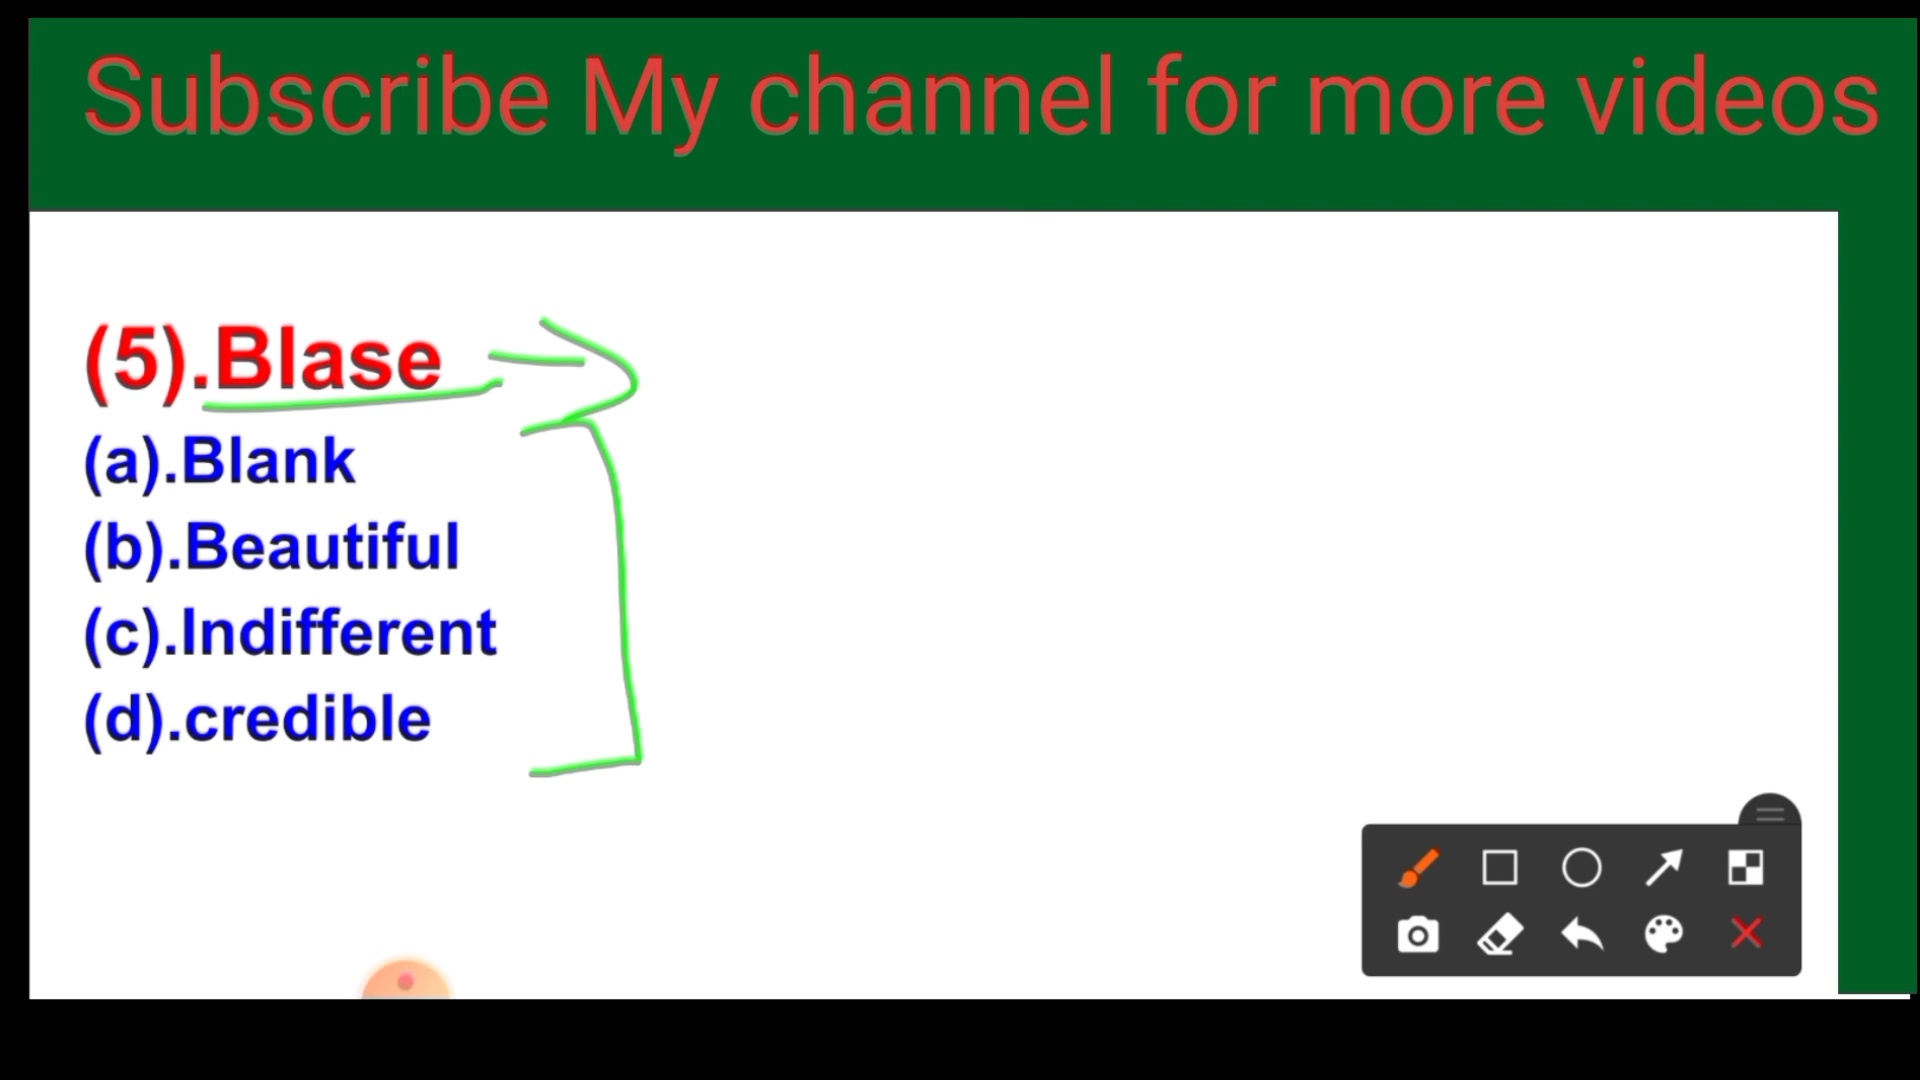 Subscribe My channel for more videos
(5).Blase
(a).Blank
(b).Beautiful
(c).Indifferent
(d).credible